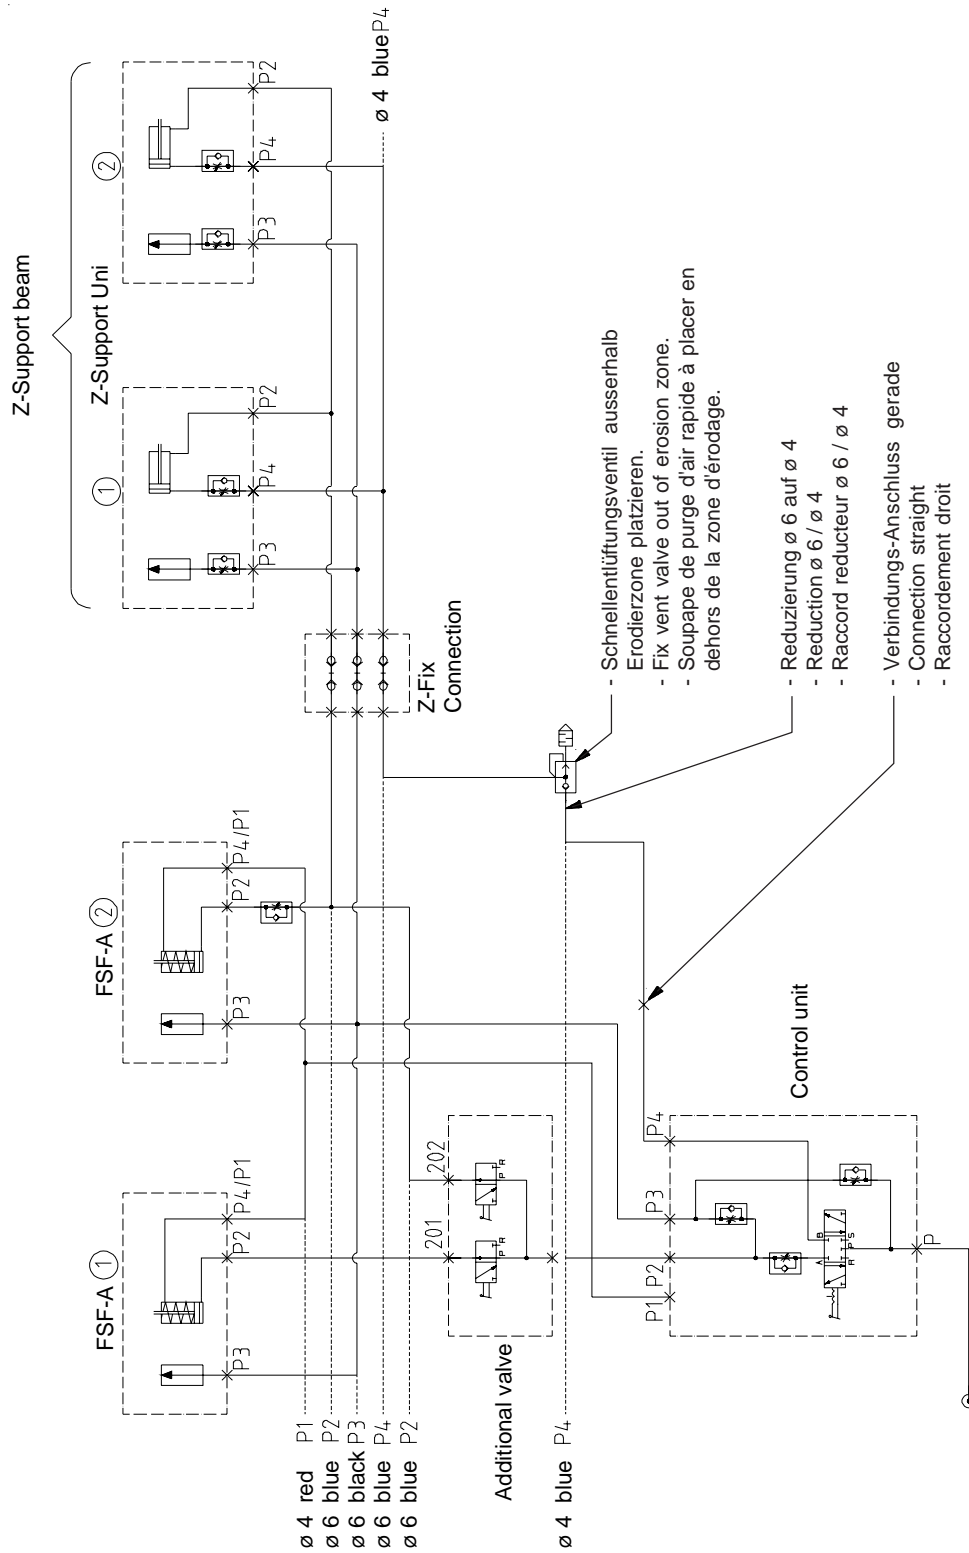 Z-Support beam
FSF-A 1
FSF-A 2
Z-Support Uni
1
2
P3 P2 P4/P1
P3 P2 P4/P1
P3 P4 P2
P3 P4 P2
ø 4 red P1
ø 6 blue P2
ø 6 black P3
ø 6 blue P4
ø 4 blue P4
ø 6 blue P2
Z-Fix
Connection
201 202
P R
P R
Additional valve
ø 4 blue P4
- Schnellentlüftungsventil ausserhalb
Erodierzone platzieren.
- Fix vent valve out of erosion zone.
- Soupape de purge d'air rapide à placer en
dehors de la zone d'érodage.
P1 P2 P3 P4
- Reduzierung ø 6 auf ø 4
- Reduction ø 6 / ø 4
- Raccord reducteur ø 6 / ø 4
Control unit
A B
R P S
- Verbindungs-Anschluss gerade
- Connection straight
- Raccordement droit
P